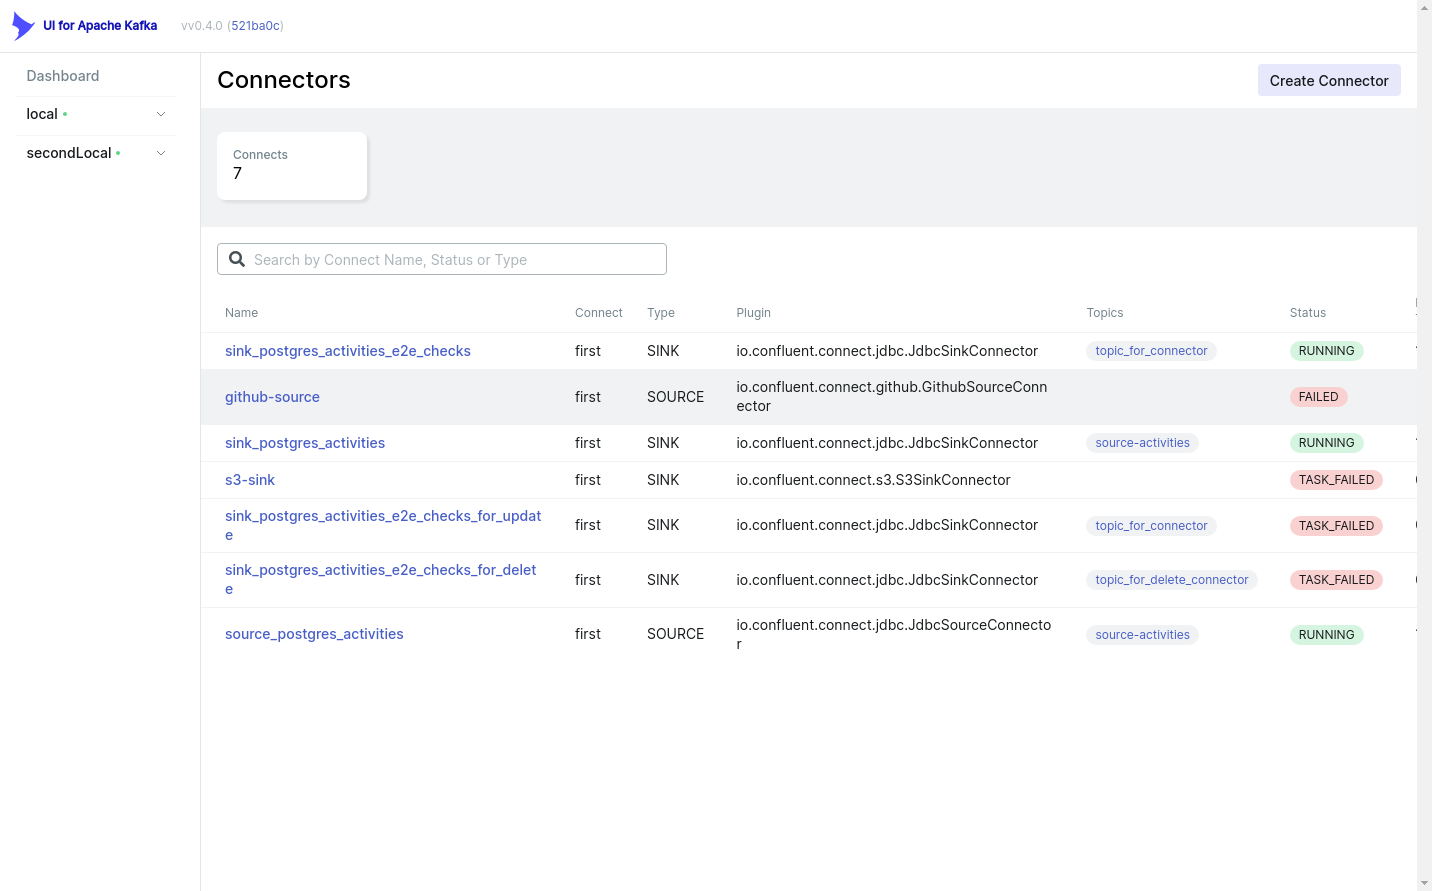 UI for Apache Kafka vv0.4.0 (521ba0c)
Dashboard
local
secondLocal
Connectors
Create Connector
Connects
7
Search by Connect Name, Status or Type
Name Connect Type Plugin Topics Status
sink_postgres_activities_e2e_checks first SINK io.confluent.connect.jdbc.JdbcSinkConnector topic_for_connector RUNNING
github-source first SOURCE io.confluent.connect.github.GithubSourceConn
ector FAILED
sink_postgres_activities first SINK io.confluent.connect.jdbc.JdbcSinkConnector source-activities RUNNING
s3-sink first SINK io.confluent.connect.s3.S3SinkConnector TASK_FAILED
sink_postgres_activities_e2e_checks_for_updat
e first SINK io.confluent.connect.jdbc.JdbcSinkConnector topic_for_connector TASK_FAILED
sink_postgres_activities_e2e_checks_for_delet
e first SINK io.confluent.connect.jdbc.JdbcSinkConnector topic_for_delete_connector TASK_FAILED
source_postgres_activities first SOURCE io.confluent.connect.jdbc.JdbcSourceConnecto
r source-activities RUNNING